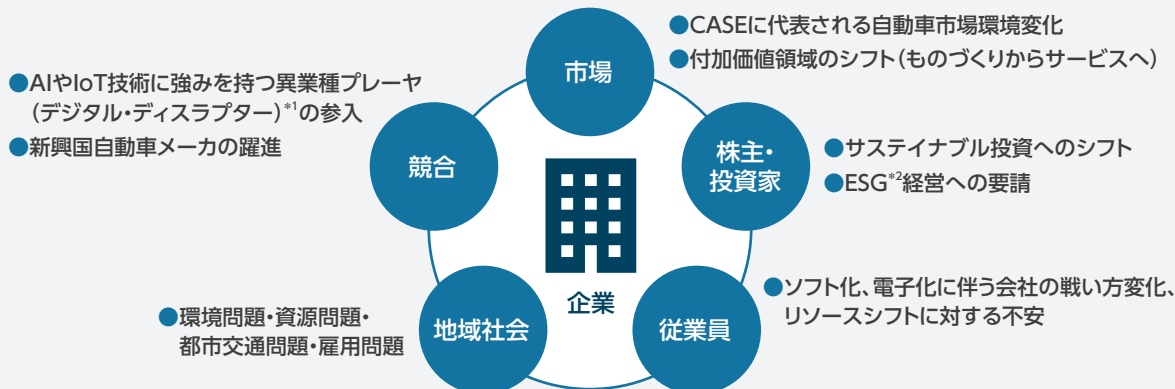 市場
●CASEに代表される自動車市場環境変化
●付加価値領域のシフト(ものづくりからサービスへ)
●AIやIoT技術に強みを持つ異業種プレーヤ
(デジタル・ディスラプター)*1の参入
●新興国自動車メーカの躍進
競合
株主・
投資家
●サステイナブル投資へのシフト
●ESG*2経営への要請
企業
●環境問題・資源問題・
都市交通問題・雇用問題
地域社会
従業員
●ソフト化、電子化に伴う会社の戦い方変化、
リソースシフトに対する不安